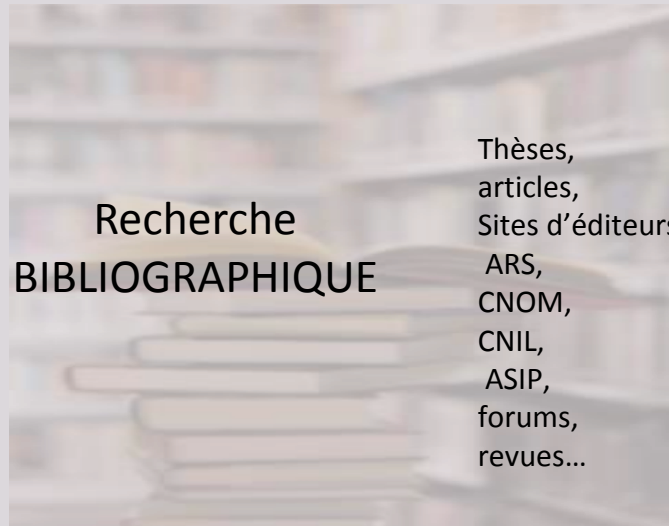 Recherche
BIBLIOGRAPHIQUE
Thèses,
articles,
Sites d’éditeurs
ARS,
CNOM,
CNIL,
ASIP,
forums,
revues…